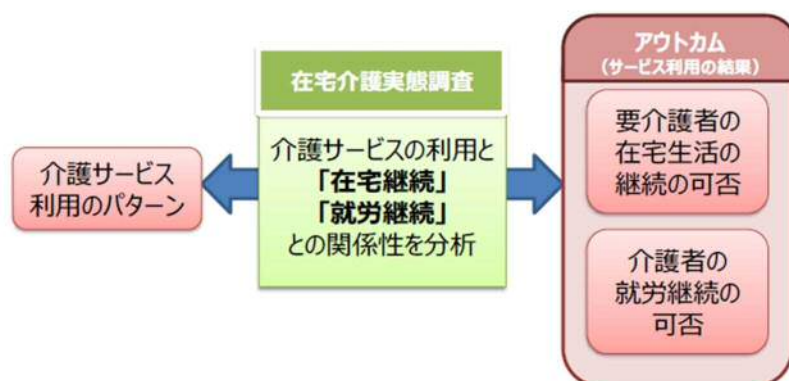 介護サービス
利用のパターン
在宅介護実態調査
介護サービスの利用と
「在宅継続」
「就労継続」
との関係性を分析
アウトカム
(サービス利用の結果)
要介護者の
在宅生活の
継続の可否
介護者の
就労継続の
可否